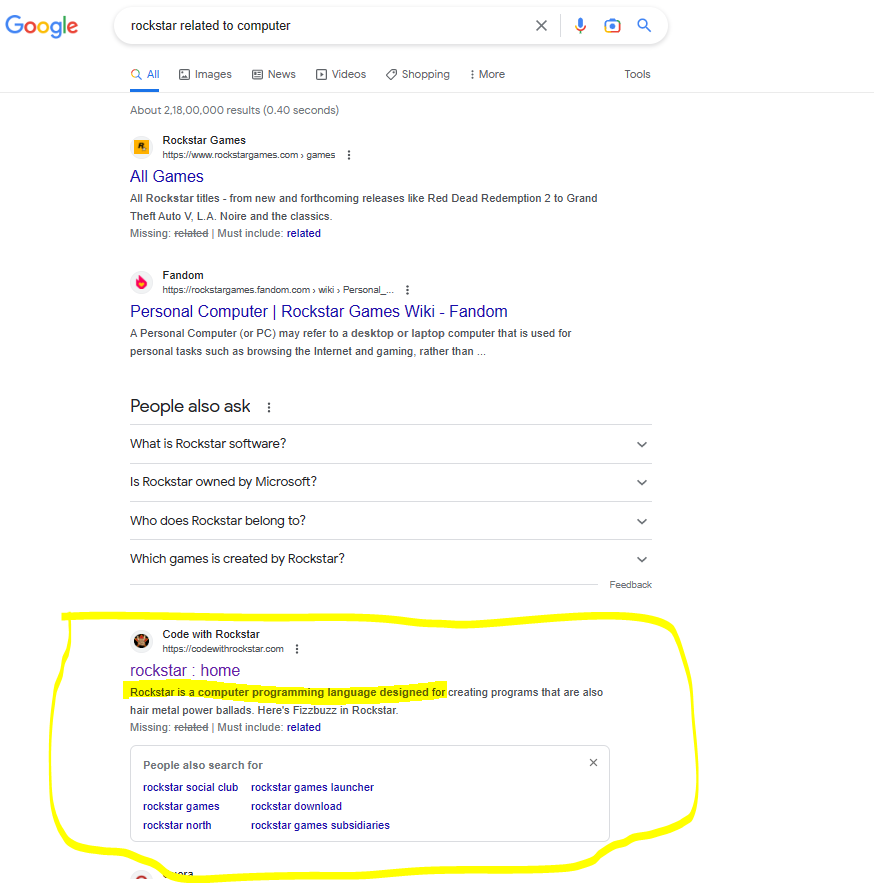 Google
rockstar related to computer
All Images News Videos Shopping More Tools
About 2,18,00,000 results (0.40 seconds)
Rockstar Games
https://www.rockstargames.com › games
All Games
All Rockstar titles - from new and forthcoming releases like Red Dead Redemption 2 to Grand
Theft Auto V, L.A. Noire and the classics.
Missing: related | Must include: related
Fandom
https://rockstargames.fandom.com › wiki › Personal_...
Personal Computer | Rockstar Games Wiki - Fandom
A Personal Computer (or PC) may refer to a desktop or laptop computer that is used for
personal tasks such as browsing the Internet and gaming, rather than ...
People also ask
What is Rockstar software?
Is Rockstar owned by Microsoft?
Who does Rockstar belong to?
Which games is created by Rockstar?
Feedback
Code with Rockstar
https://codewithrockstar.com
rockstar : home
Rockstar is a computer programming language designed for creating programs that are also
hair metal power ballads. Here's Fizzbuzz in Rockstar.
Missing: related | Must include: related
People also search for
rockstar social club rockstar games launcher
rockstar games rockstar download
rockstar north rockstar games subsidiaries